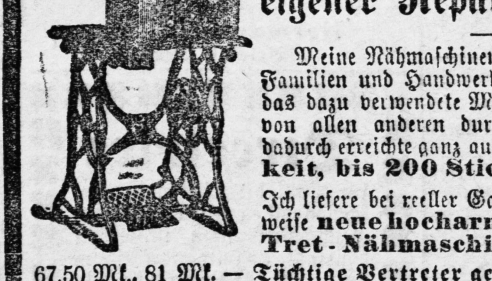 eigener Repa
Meine Nähmaschinen
Familien und Handwerk
das dazu verwendete M
von allen anderen dur
dadurch erreichte ganz au
keit, bis 200 Stic
Ich liefere bei reeller Ga
weise neue hocharm
Tret-Nähmaschi
67,50 Mk., 81 Mk. — Tüchtige Vertreter ge